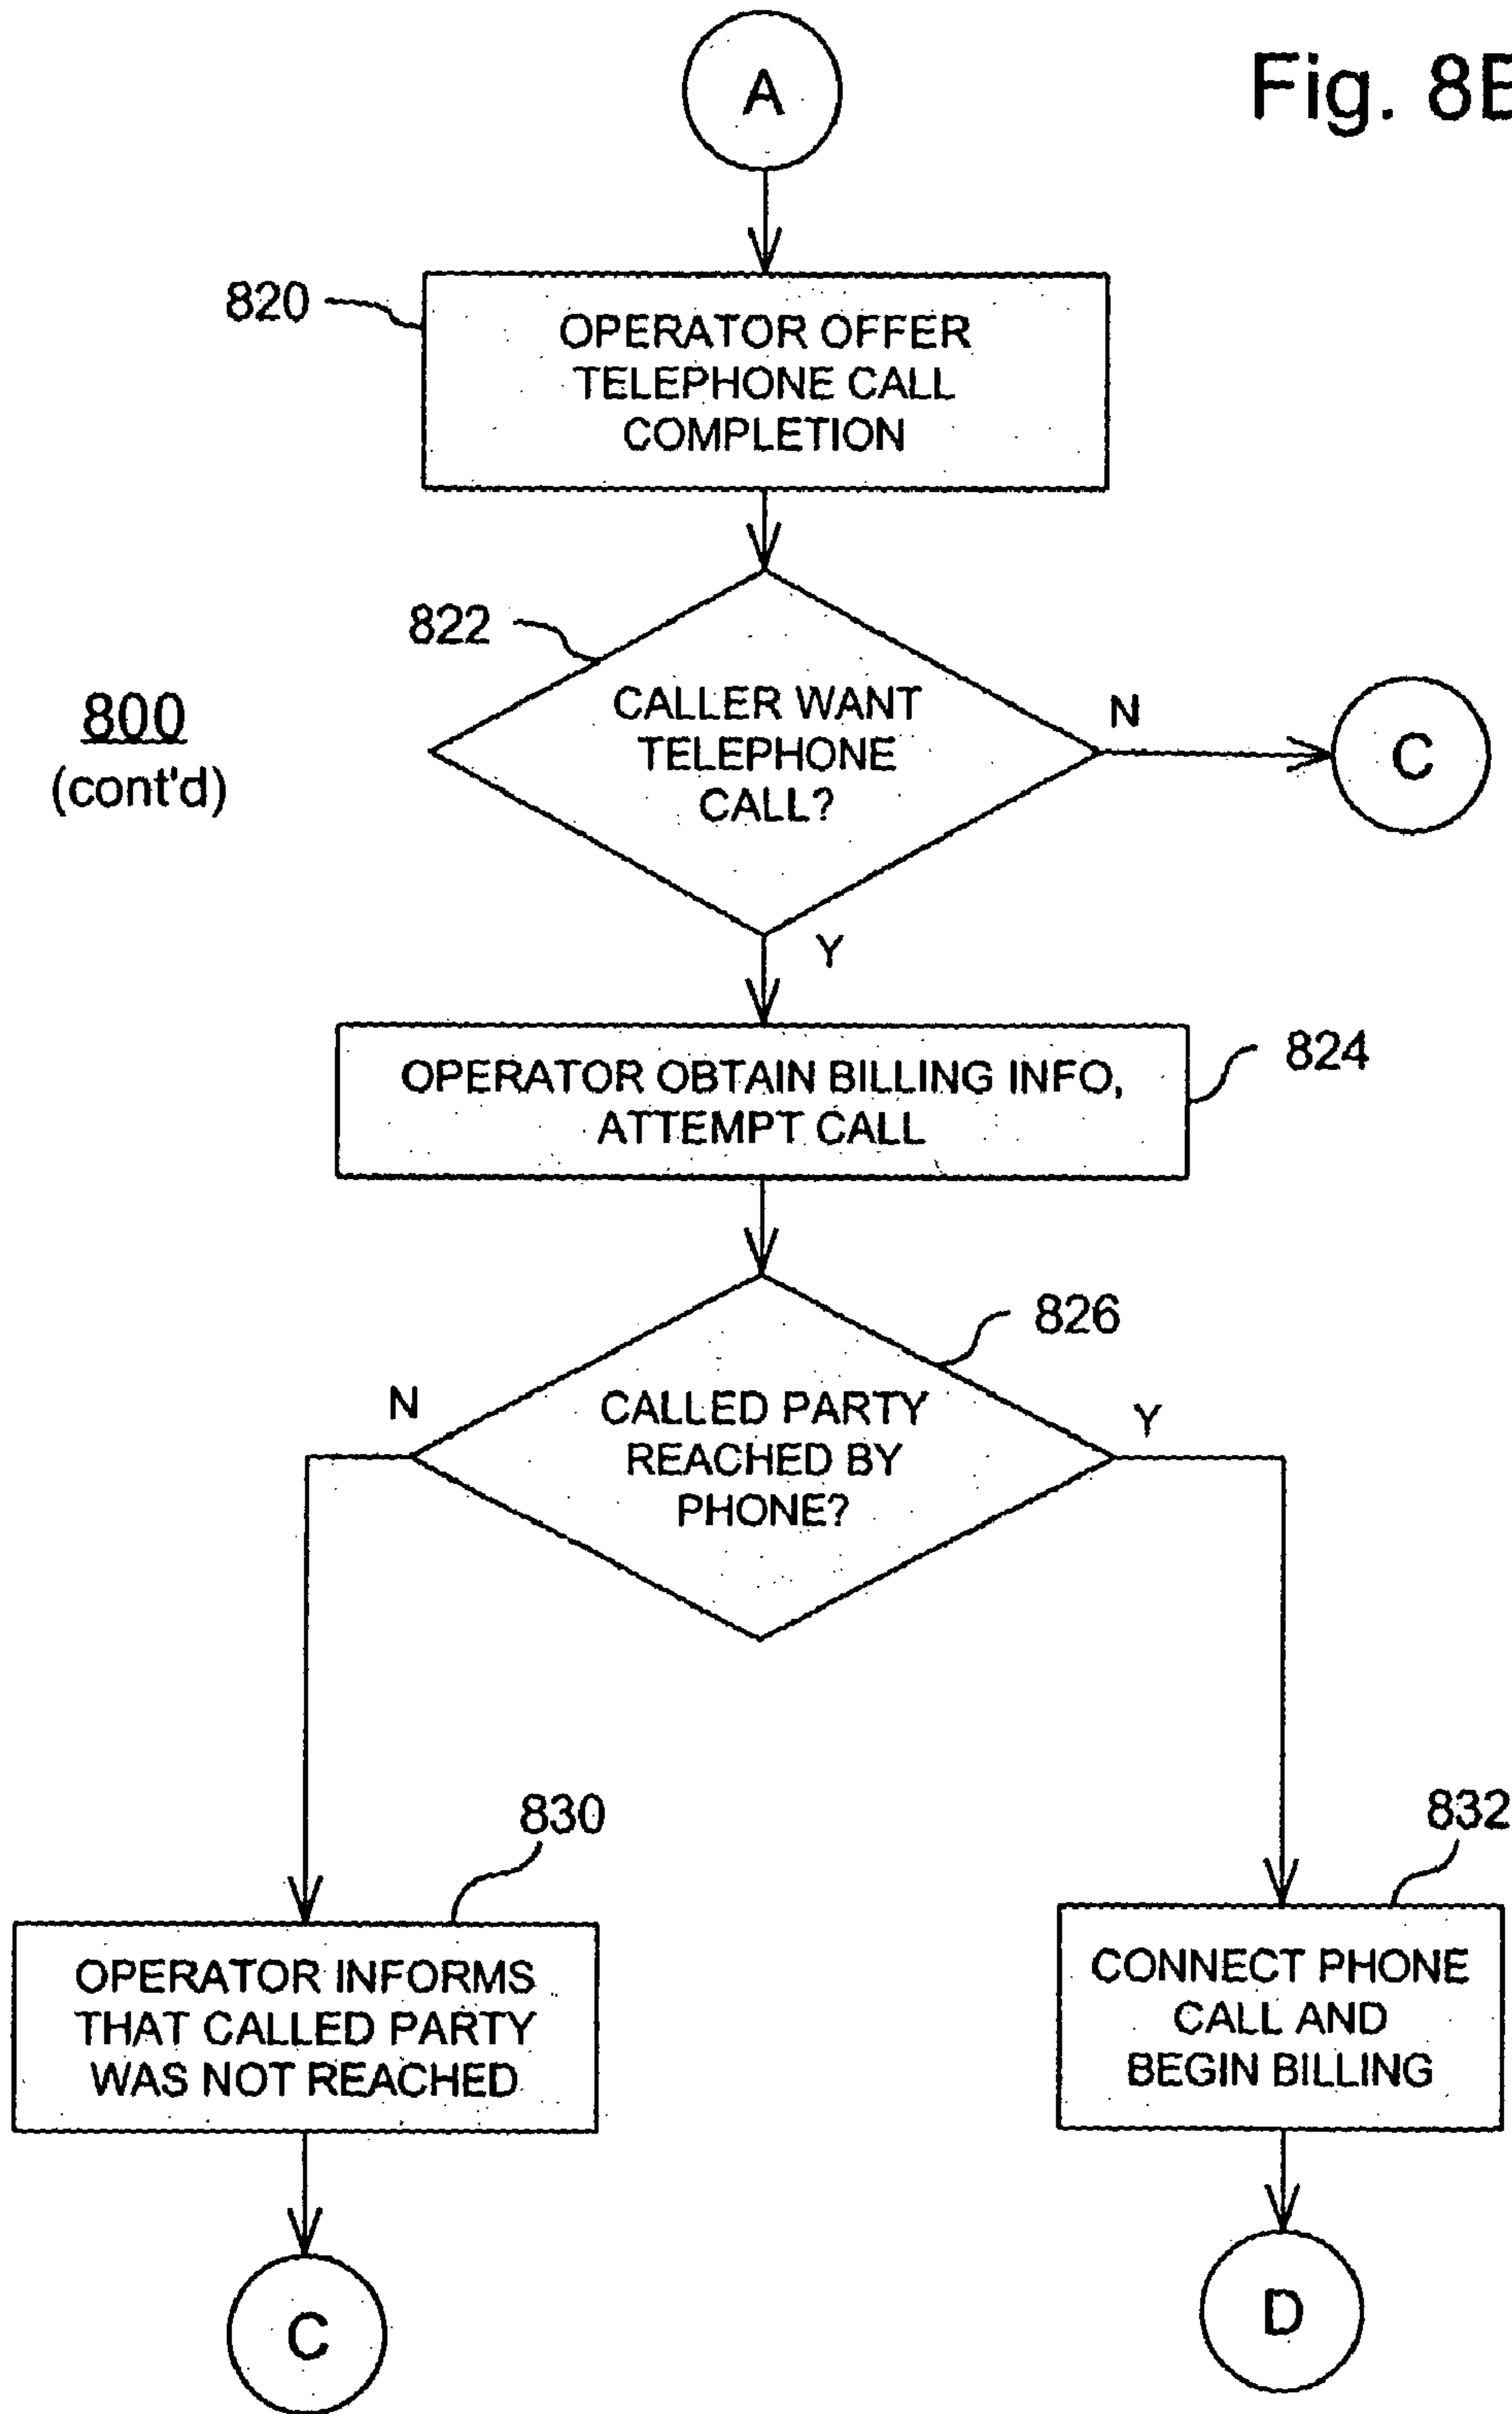 A
Fig. 8B
820
OPERATOR OFFER
TELEPHONE CALL
COMPLETION
822
800
(cont'd)
CALLER WANT
TELEPHONE
CALL?
N
C
Y
OPERATOR OBTAIN BILLING INFO,
ATTEMPT CALL
824
826
N
CALLED PARTY
REACHED BY
PHONE?
Y
830
832
OPERATOR INFORMS
THAT CALLED PARTY
WAS NOT REACHED
CONNECT PHONE
CALL AND
BEGIN BILLING
C
D